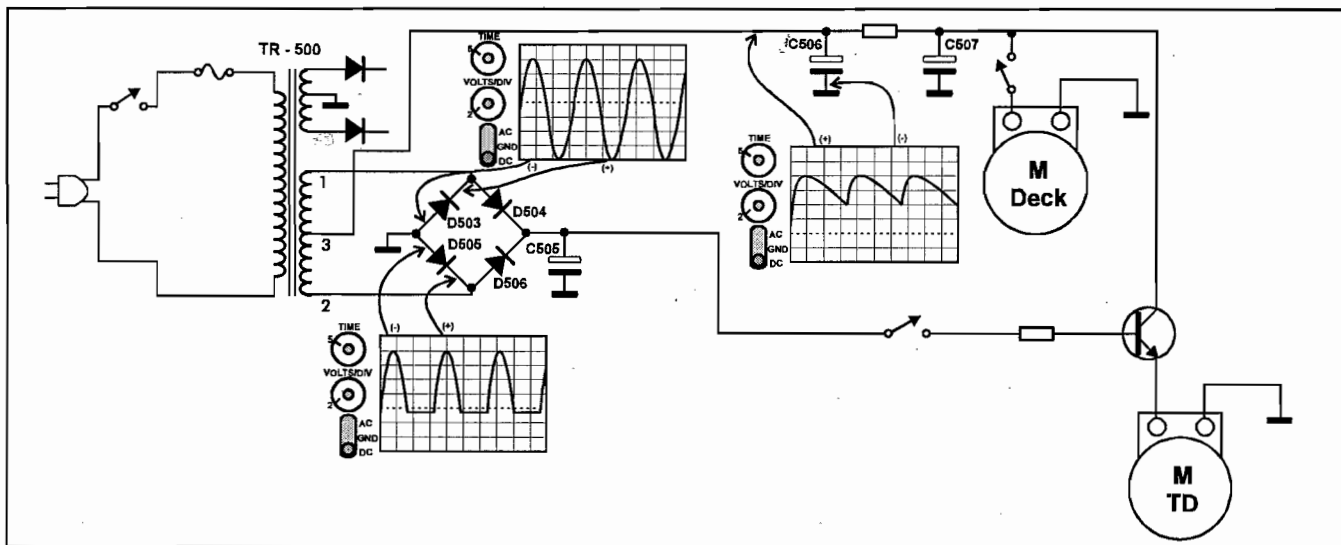 TR - 500
TIME
5
VOLTS/DIV
2
AC
GND
DC
(-)
(+)
C506
C507
M
Deck
TIME
5
VOLTS/DIV
2
AC
GND
DC
(+)
(-)
1
3
2
D503
D504
D505
D506
C505
TIME
5
VOLTS/DIV
2
AC
GND
DC
(-)
(+)
M
TD